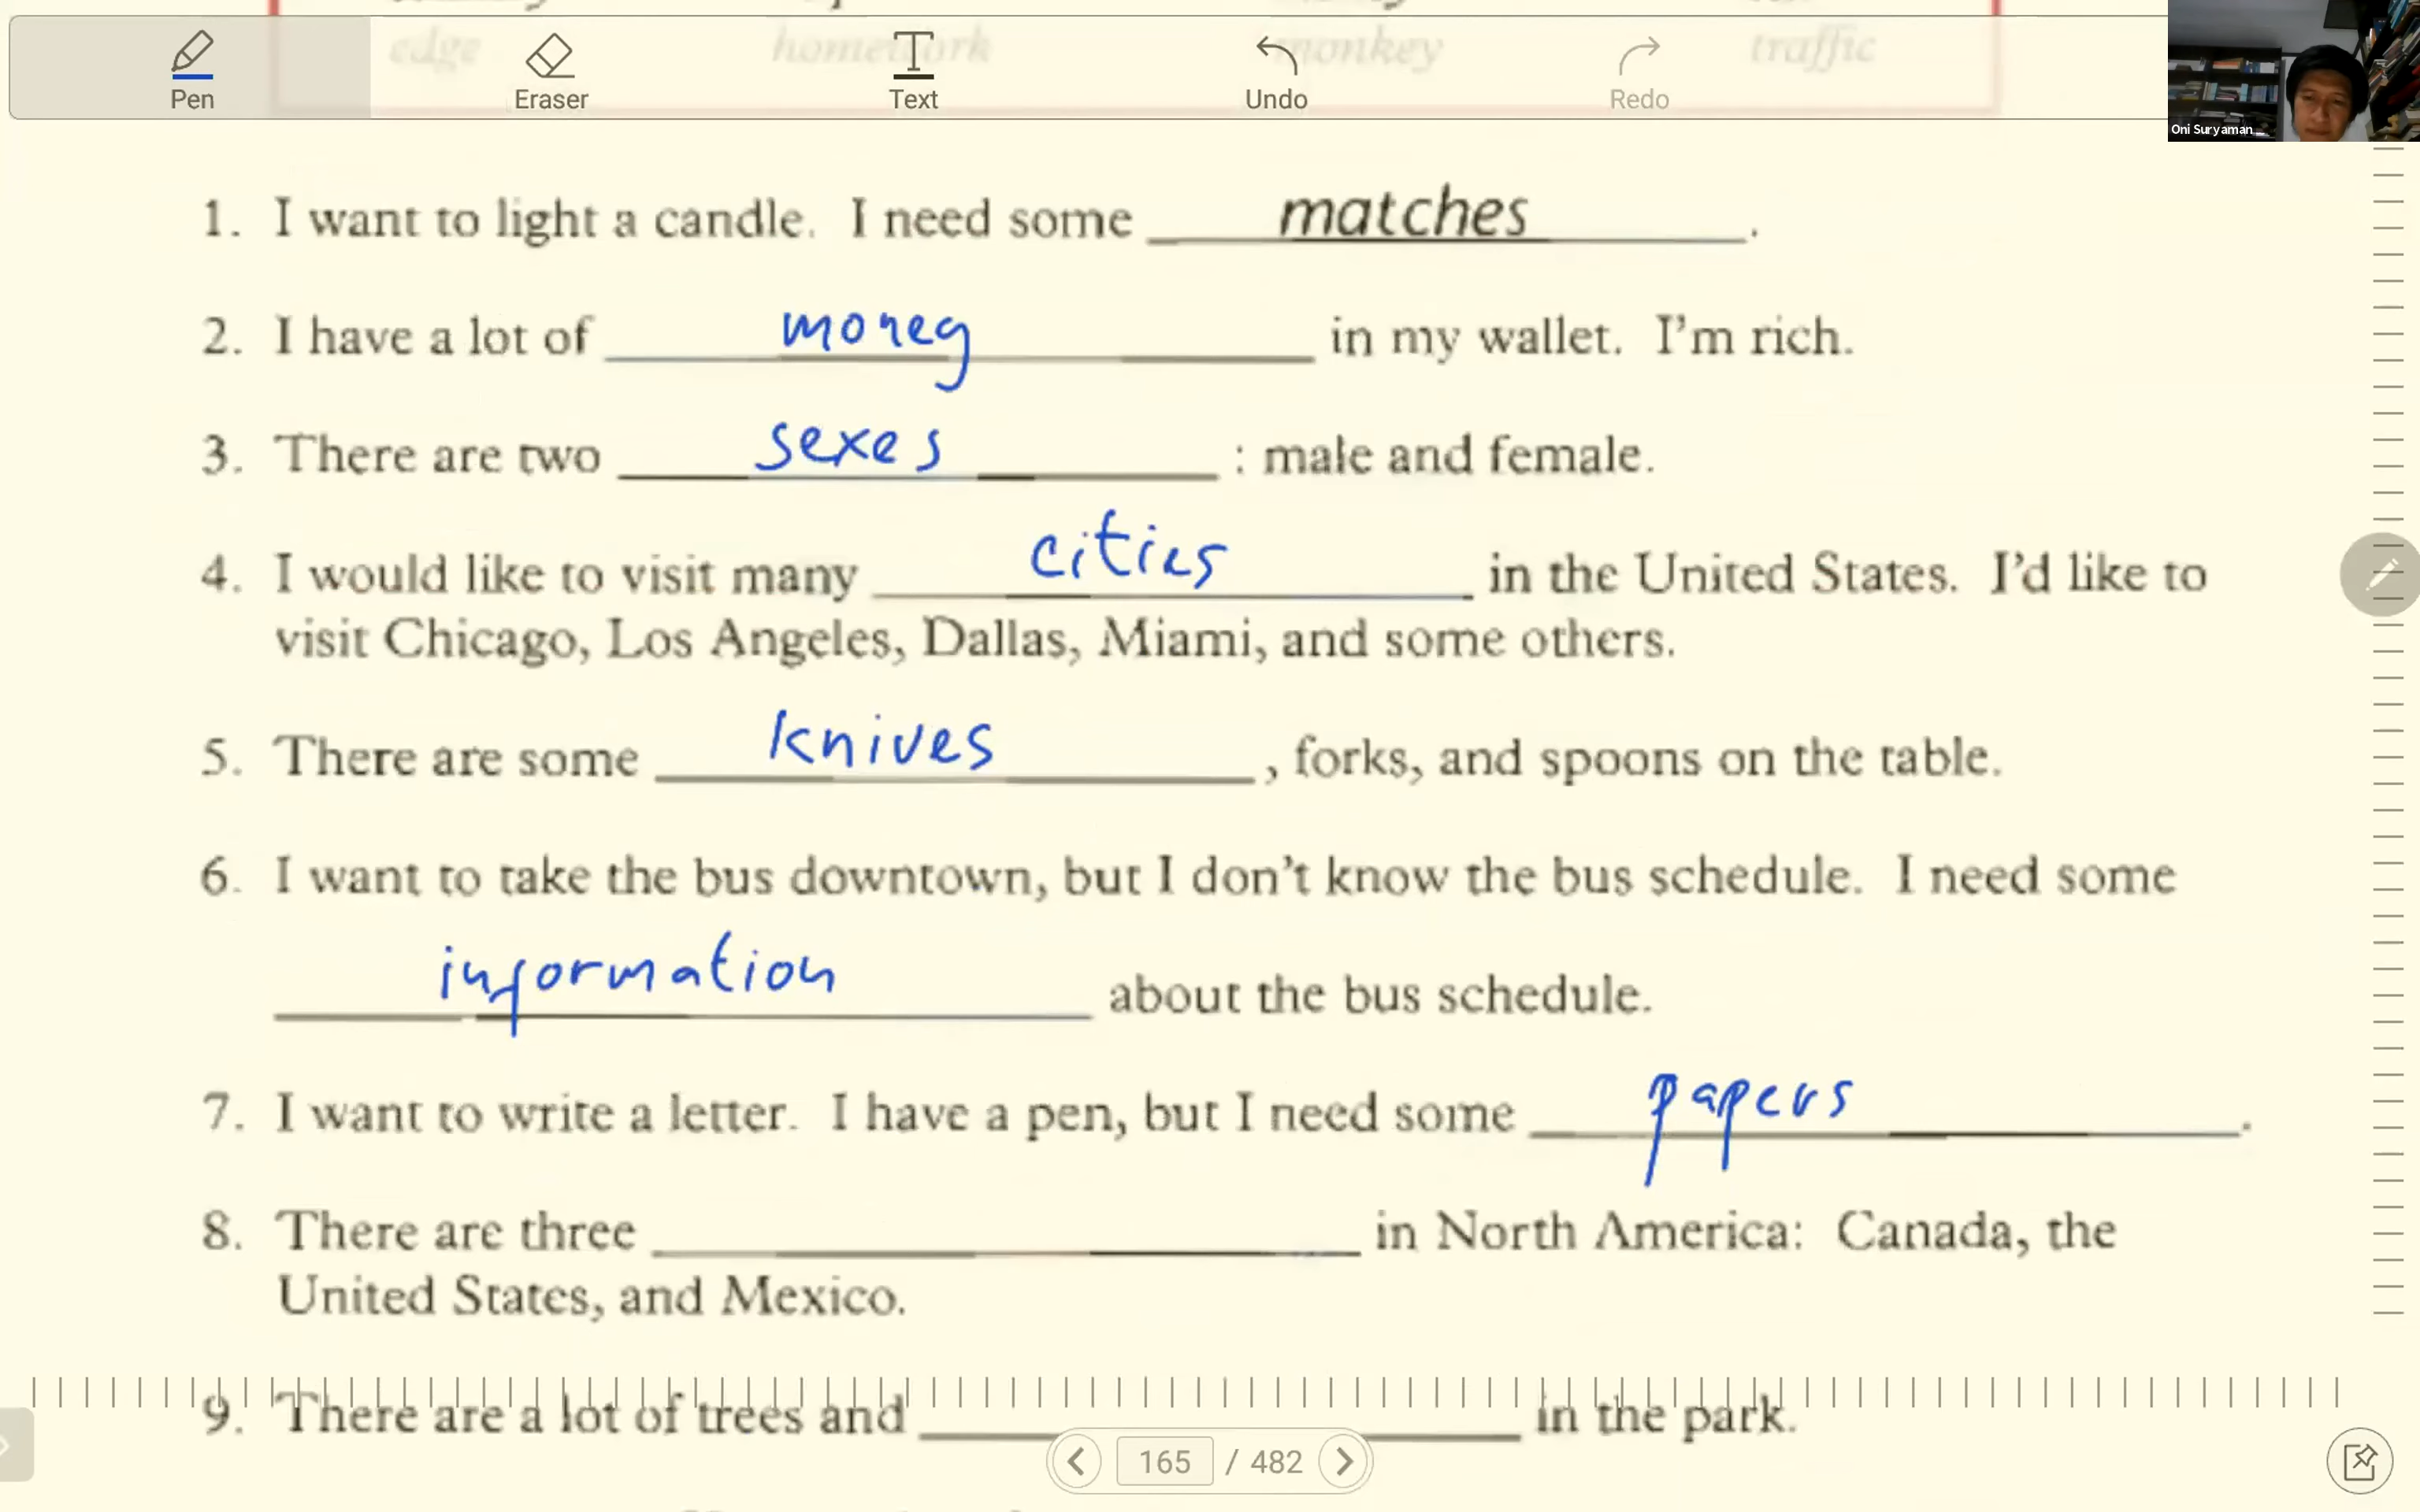 edge homework monkey traffic
Pen Eraser Text Undo Redo
Oni Suryaman
1. I want to light a candle. I need some matches.
2. I have a lot of money in my wallet. I'm rich.
3. There are two sexes : male and female.
4. I would like to visit many cities in the United States. I'd like to
visit Chicago, Los Angeles, Dallas, Miami, and some others.
5. There are some knives, forks, and spoons on the table.
6. I want to take the bus downtown, but I don't know the bus schedule. I need some
information about the bus schedule.
7. I want to write a letter. I have a pen, but I need some papers.
8. There are three in North America: Canada, the
United States, and Mexico.
9. There are a lot of trees and in the park.
165 / 482